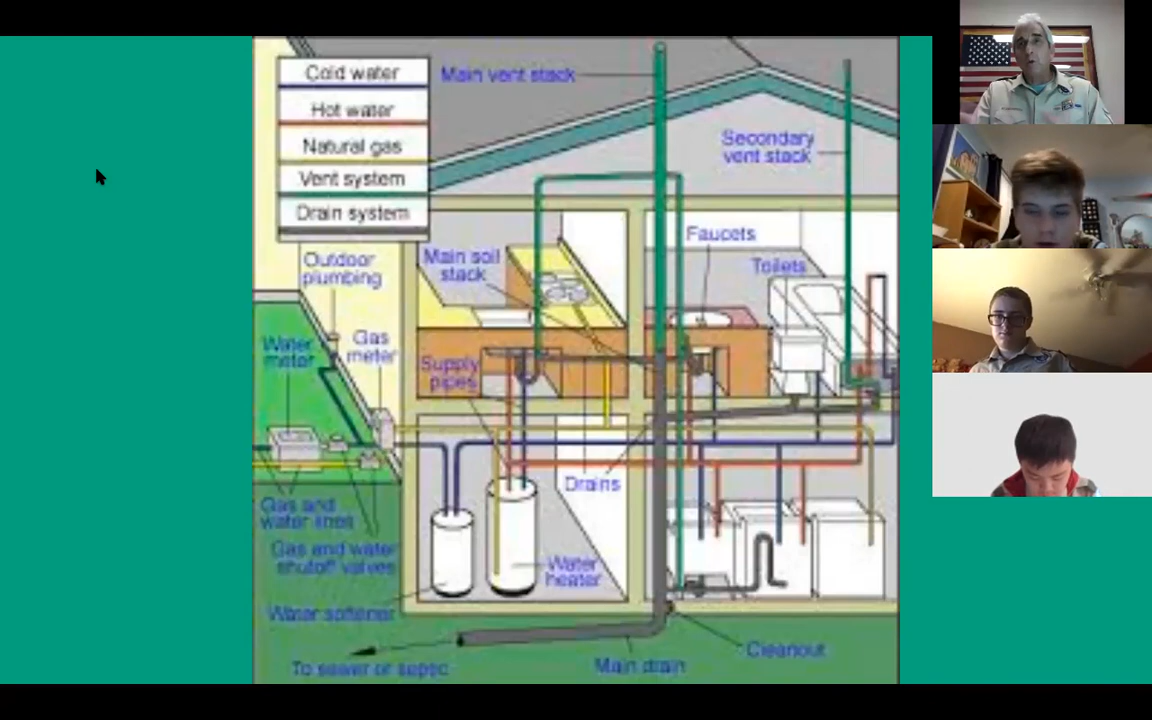 Cold water
Hot water
Natural gas
Vent system
Drain system
Main vent stack
Secondary
vent stack
Outdoor
plumbing
Main soil
stack
Faucets
Toilets
Water
meter
Gas
meter
Supply
pipes
Drains
Gas and
water lines
Gas and water
shutoff valves
Water
heater
Water softener
Cleanout
To sewer or septic
Main drain